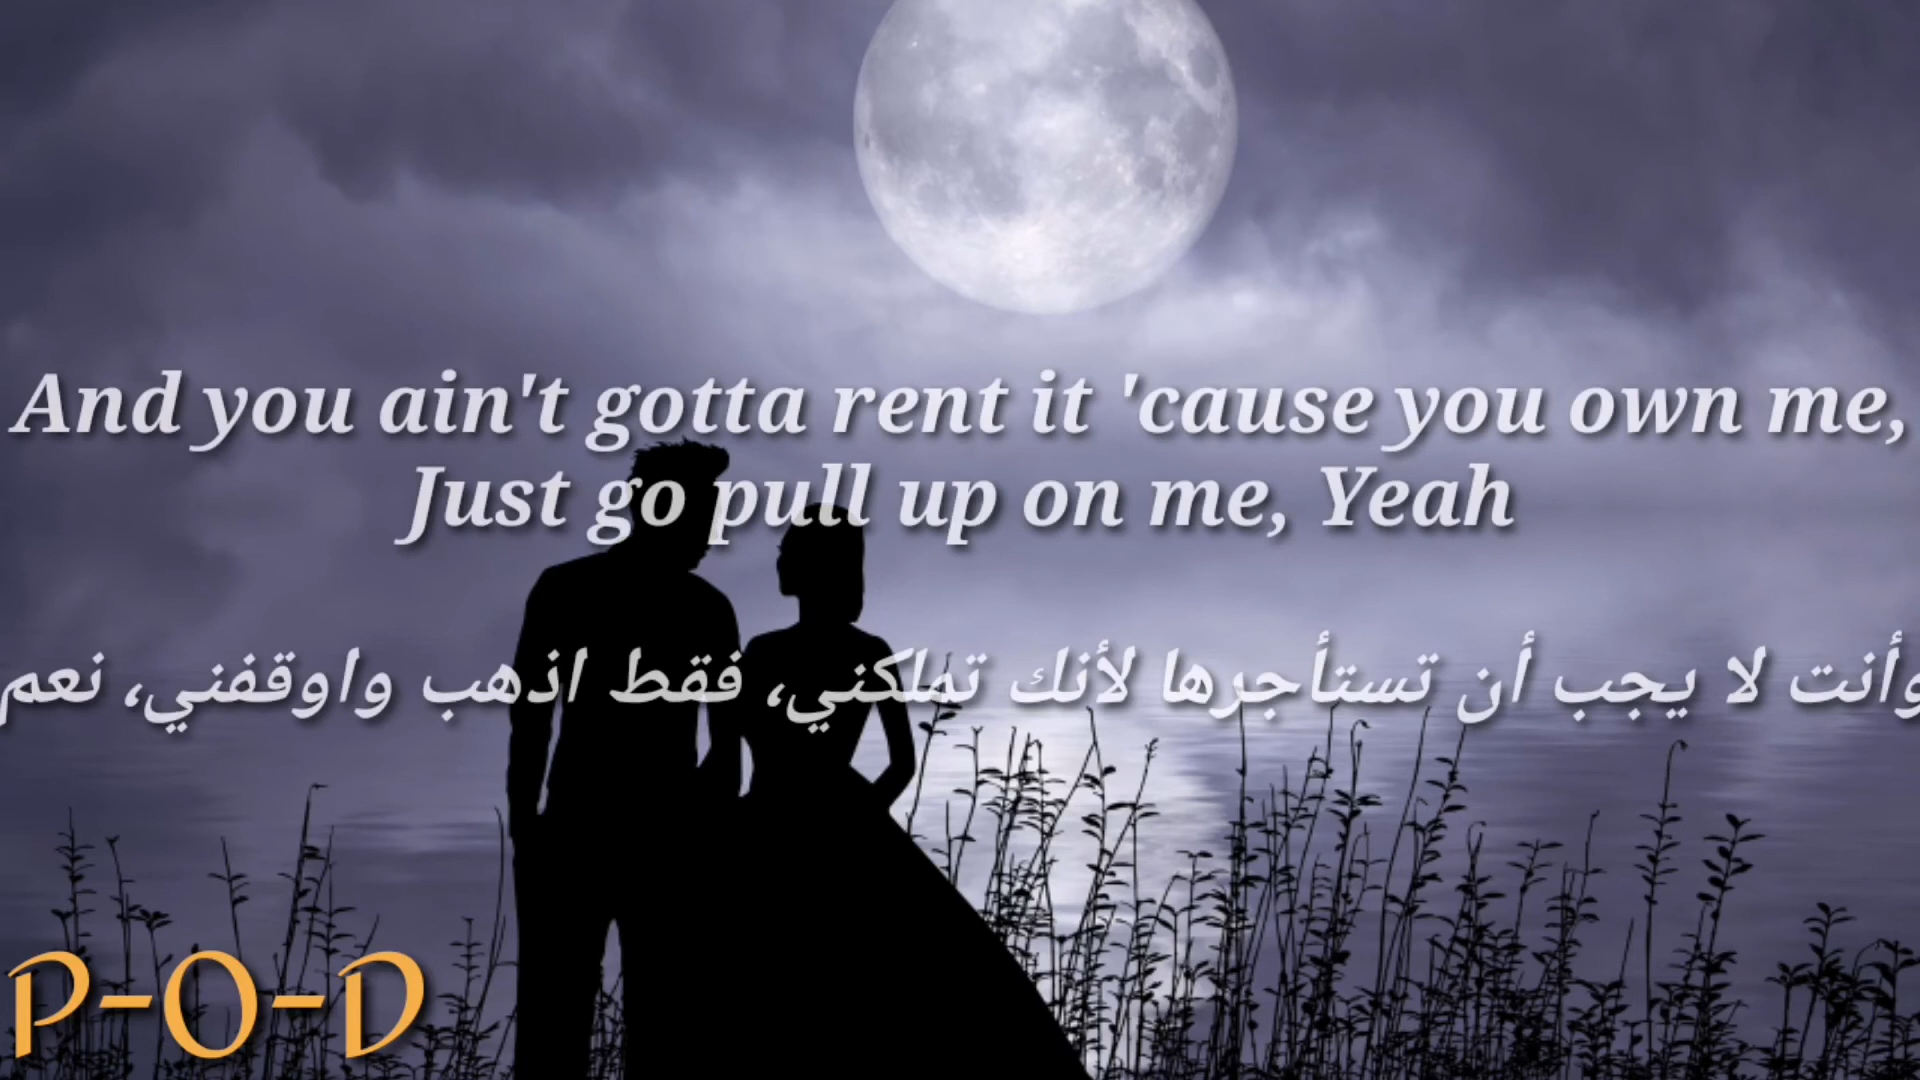 And you ain't gotta rent it 'cause you own me,
Just go pull up on me, Yeah
وأنت لا يجب أن تستأجرها لأنك تملكني، فقط اذهب واوقفني، نعم
P-O-D